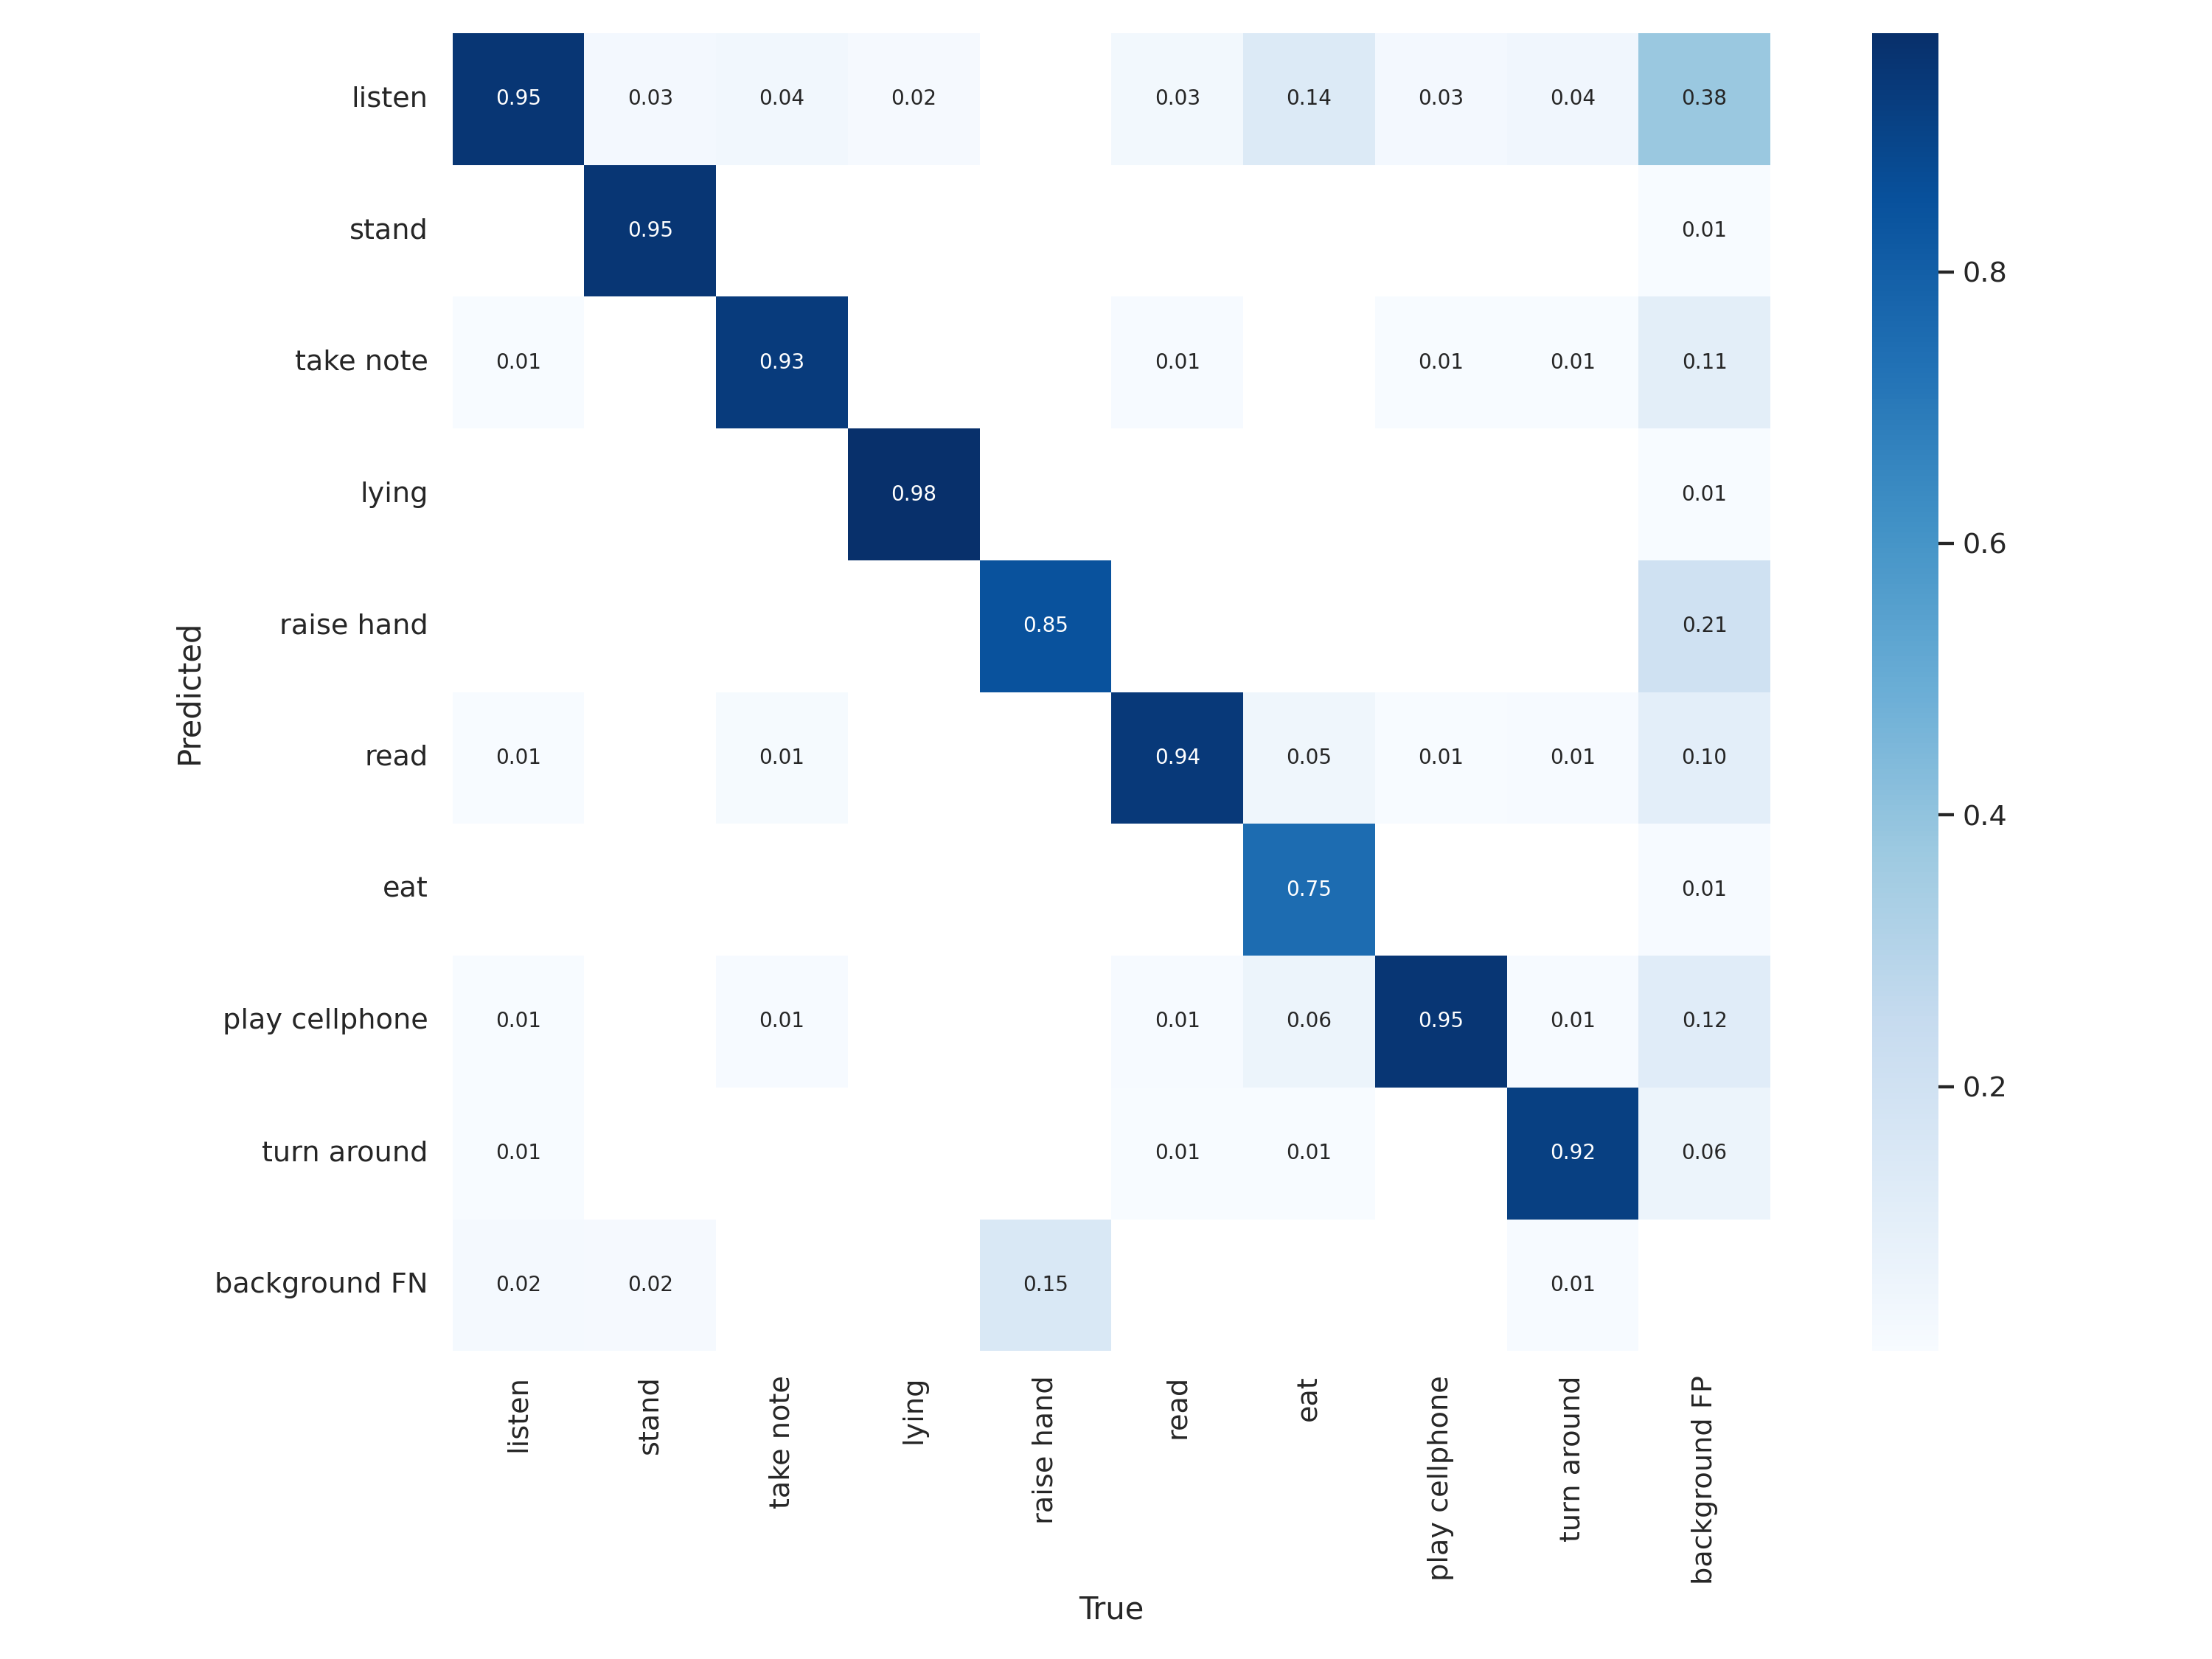 listen 0.95 0.03 0.04 0.02 0.03 0.14 0.03 0.04 0.38
stand 0.95 0.01
0.8
take note 0.01 0.93 0.01 0.01 0.01 0.11
lying 0.98 0.01
0.6
raise hand 0.85 0.21
Predicted
read 0.01 0.01 0.94 0.05 0.01 0.01 0.10
0.4
eat 0.75 0.01
play cellphone 0.01 0.01 0.01 0.06 0.95 0.01 0.12
0.2
turn around 0.01 0.01 0.01 0.92 0.06
background FN 0.02 0.02 0.15 0.01
listen
stand
take note
lying
raise hand
read
eat
play cellphone
turn around
background FP
True